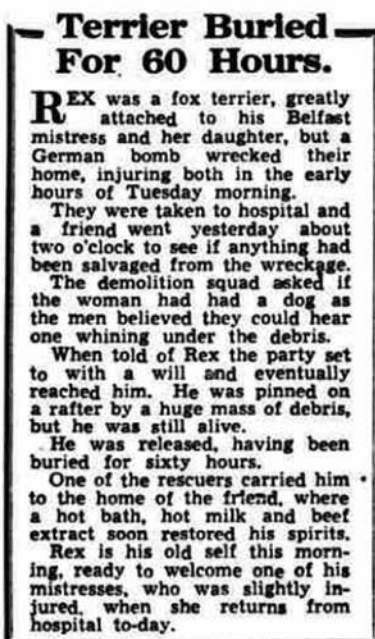 Terrier Buried
For 60 Hours.
REX was a fox terrier, greatly
attached to his Belfast
mistress and her daughter, but a
German bomb wrecked their
home, injuring both in the early
hours of Tuesday morning.
They were taken to hospital and
a friend went yesterday about
two o'clock to see if anything had
been salvaged from the wreckage.
The demolition squad asked if
the woman had had a dog as
the men believed they could hear
one whining under the debris.
When told of Rex the party set
to with a will and eventually
reached him. He was pinned on
a rafter by a huge mass of debris,
but he was still alive.
He was released, having been
buried for sixty hours.
One of the rescuers carried him
to the home of the friend, where
a hot bath, hot milk and beef
extract soon restored his spirits.
Rex is his old self this morn-
ing, ready to welcome one of his
mistresses, who was slightly in-
jured, when she returns from
hospital to-day.